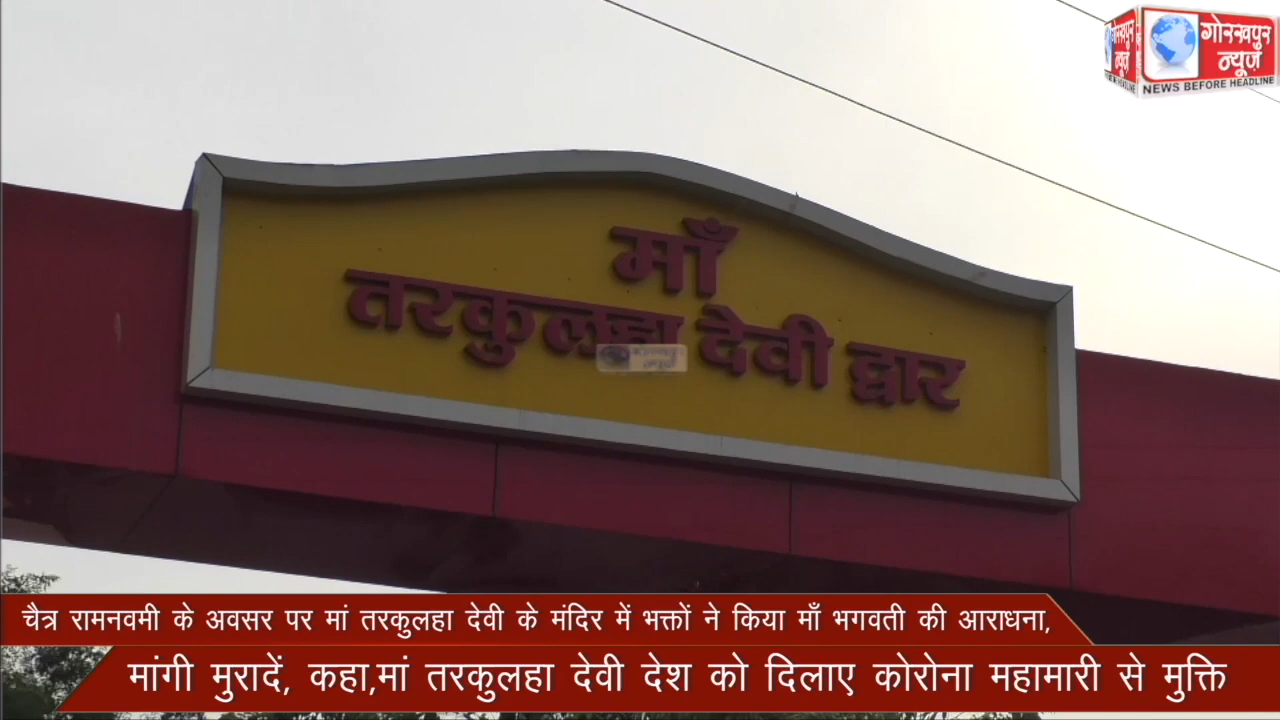 गोरखपुर
न्यूज़
NEWS BEFORE HEADLINE
माँ
तरकुलहा देवी द्वार
चैत्र रामनवमी के अवसर पर मां तरकुलहा देवी के मंदिर में भक्तों ने किया माँ भगवती की आराधना,
मांगी मुरादें, कहा,मां तरकुलहा देवी देश को दिलाए कोरोना महामारी से मुक्ति